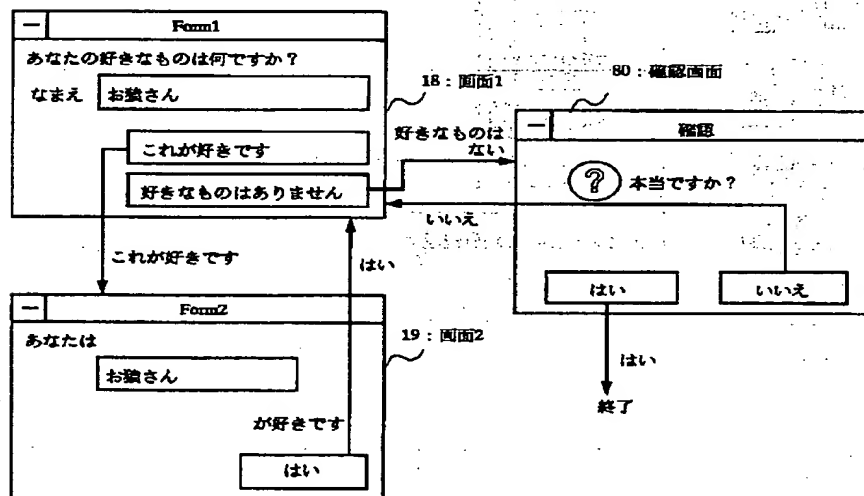 Form1
あなたの好きなものは何ですか？
なまえ お猿さん
これが好きです
好きなものはありません
18：画面1
好きなものは
ない
80：確認画面
確認
? 本当ですか？
いいえ
はい
いいえ
はい
終了
これが好きです
はい
Form2
あなたは
お猿さん
が好きです
はい
19：画面2